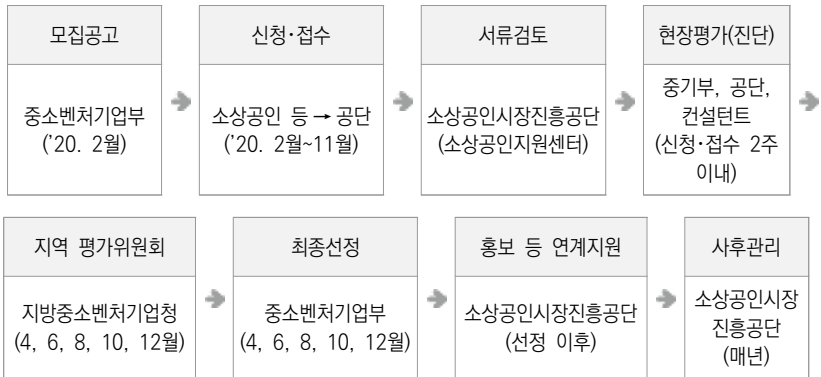 모집공고
중소벤처기업부
('20. 2월)
신청·접수
소상공인 등→공단
('20. 2월~11월)
서류검토
소상공인시장진흥공단
(소상공인지원센터)
현장평가(진단)
중기부, 공단,
컨설턴트
(신청·접수 2주
이내)
지역 평가위원회
지방중소벤처기업청
(4, 6, 8, 10, 12월)
최종선정
중소벤처기업부
(4, 6, 8, 10, 12월)
홍보 등 연계지원
소상공인시장진흥공단
(선정 이후)
사후관리
소상공인시장
진흥공단
(매년)